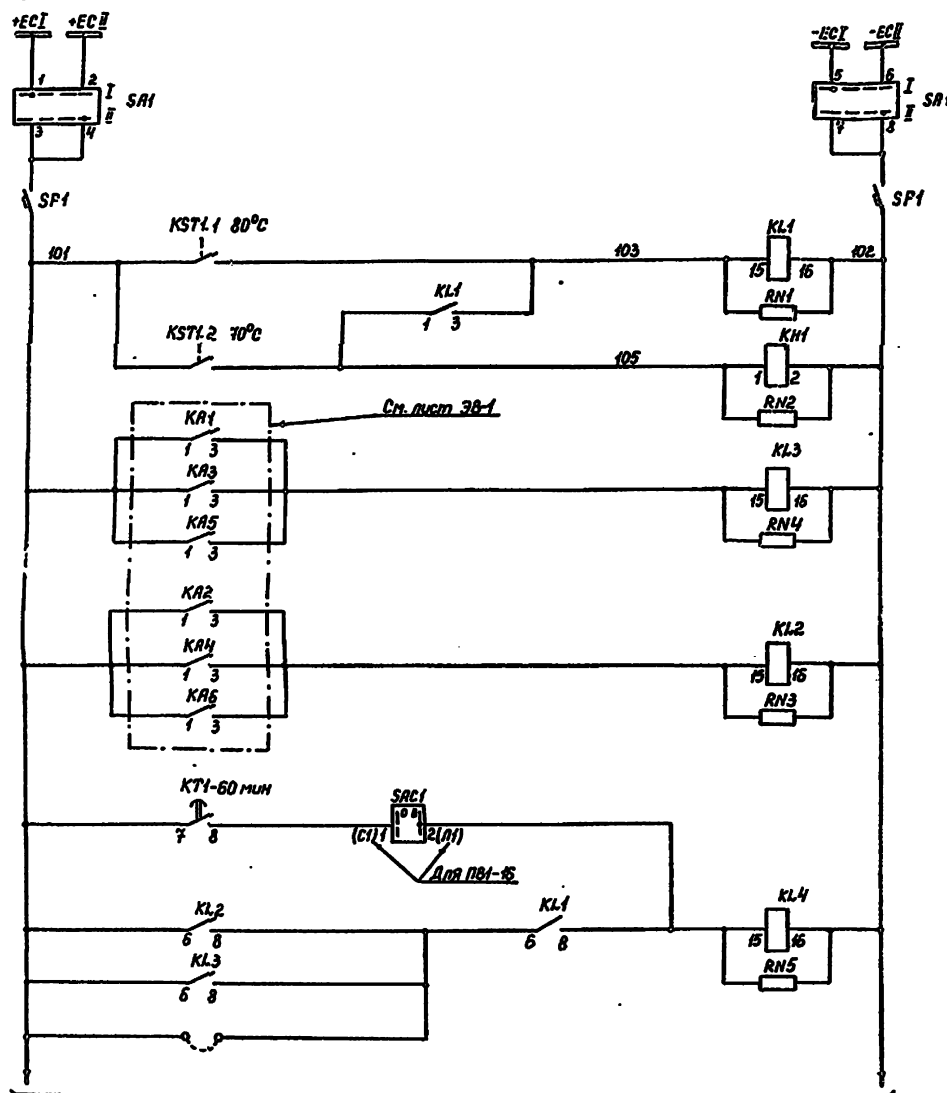 +ECI +ECII
-ECI -ECII
1 2
I
II
SA1
3 4
5 6
I
II
SA1
7 8
SF1
SF1
KST1.1 80°C
101
103
KL1
15 16
102
RN1
KL1
1 3
KST1.2 70°C
105
KH1
1 2
RN2
См. лист ЭВ-1
KA1
1 3
KA3
1 3
KA5
1 3
KL3
15 16
RN4
KA2
1 3
KA4
1 3
KA6
1 3
KL2
15 16
RN3
KT1-60 мин
7 8
SAC1
O B
(C1) 1
2(Л1)
Для ПВ1-16
KL2
6 8
KL1
6 8
KL4
15 16
RN5
KL3
6 8